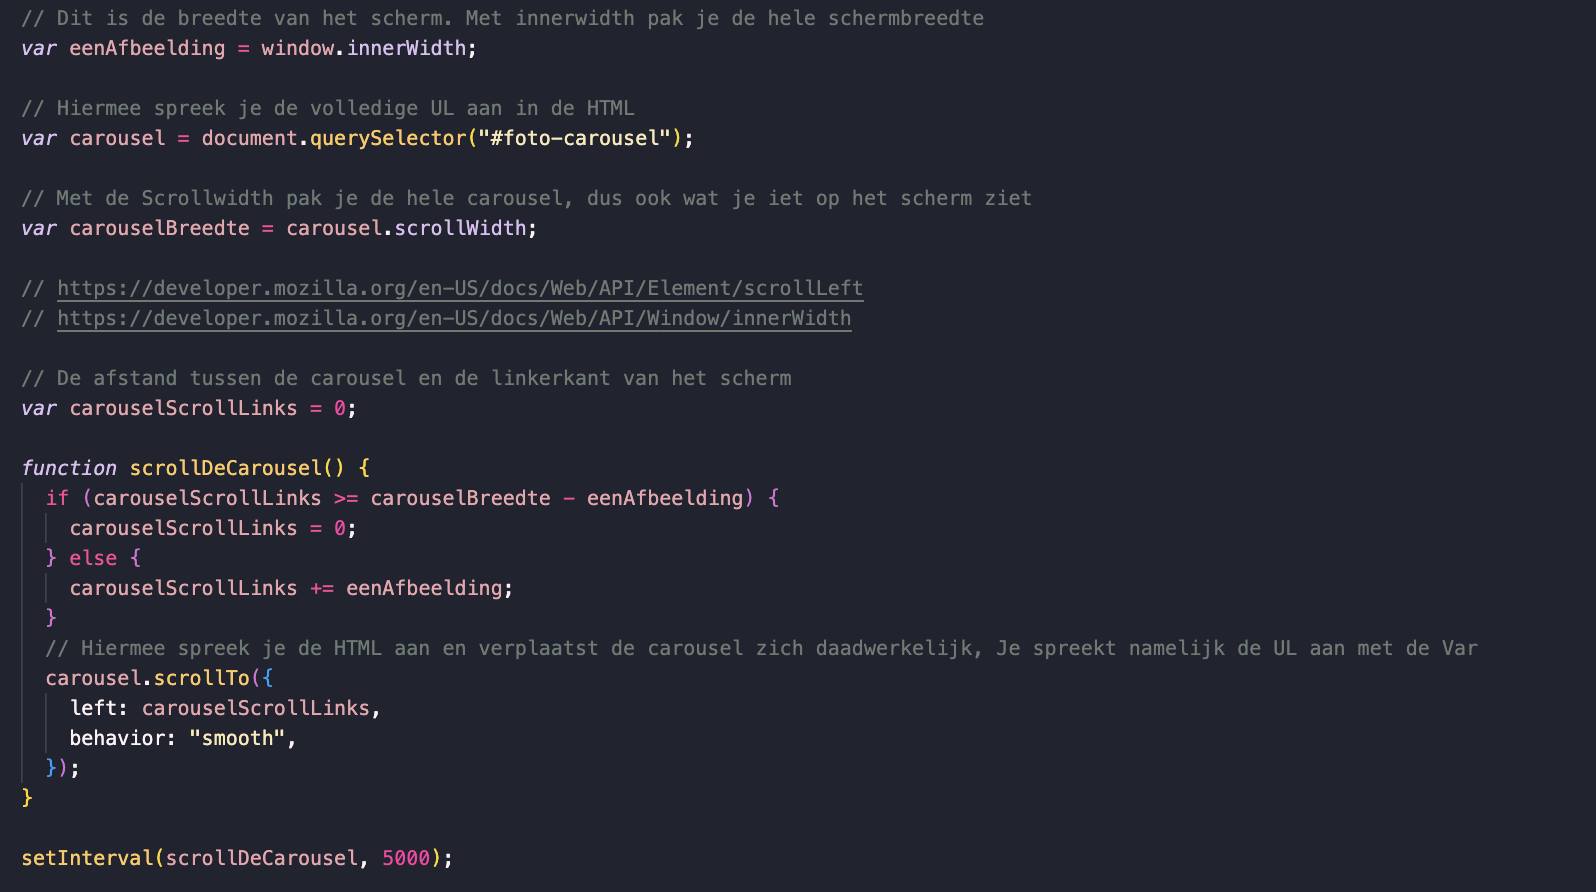 // Dit is de breedte van het scherm. Met innerwidth pak je de hele schermbreedte
var eenAfbeelding = window.innerWidth;
// Hiermee spreek je de volledige UL aan in de HTML
var carousel = document.querySelector("#foto-carousel");
// Met de Scrollwidth pak je de hele carousel, dus ook wat je iet op het scherm ziet
var carouselBreedte = carousel.scrollWidth;
// https://developer.mozilla.org/en-US/docs/Web/API/Element/scrollLeft
// https://developer.mozilla.org/en-US/docs/Web/API/Window/innerWidth
// De afstand tussen de carousel en de linkerkant van het scherm
var carouselScrollLinks = 0;
function scrollDeCarousel() {
  if (carouselScrollLinks >= carouselBreedte - eenAfbeelding) {
    carouselScrollLinks = 0;
  } else {
    carouselScrollLinks += eenAfbeelding;
  }
  // Hiermee spreek je de HTML aan en verplaatst de carousel zich daadwerkelijk, Je spreekt namelijk de UL aan met de Var
  carousel.scrollTo({
    left: carouselScrollLinks,
    behavior: "smooth",
  });
}
setInterval(scrollDeCarousel, 5000);